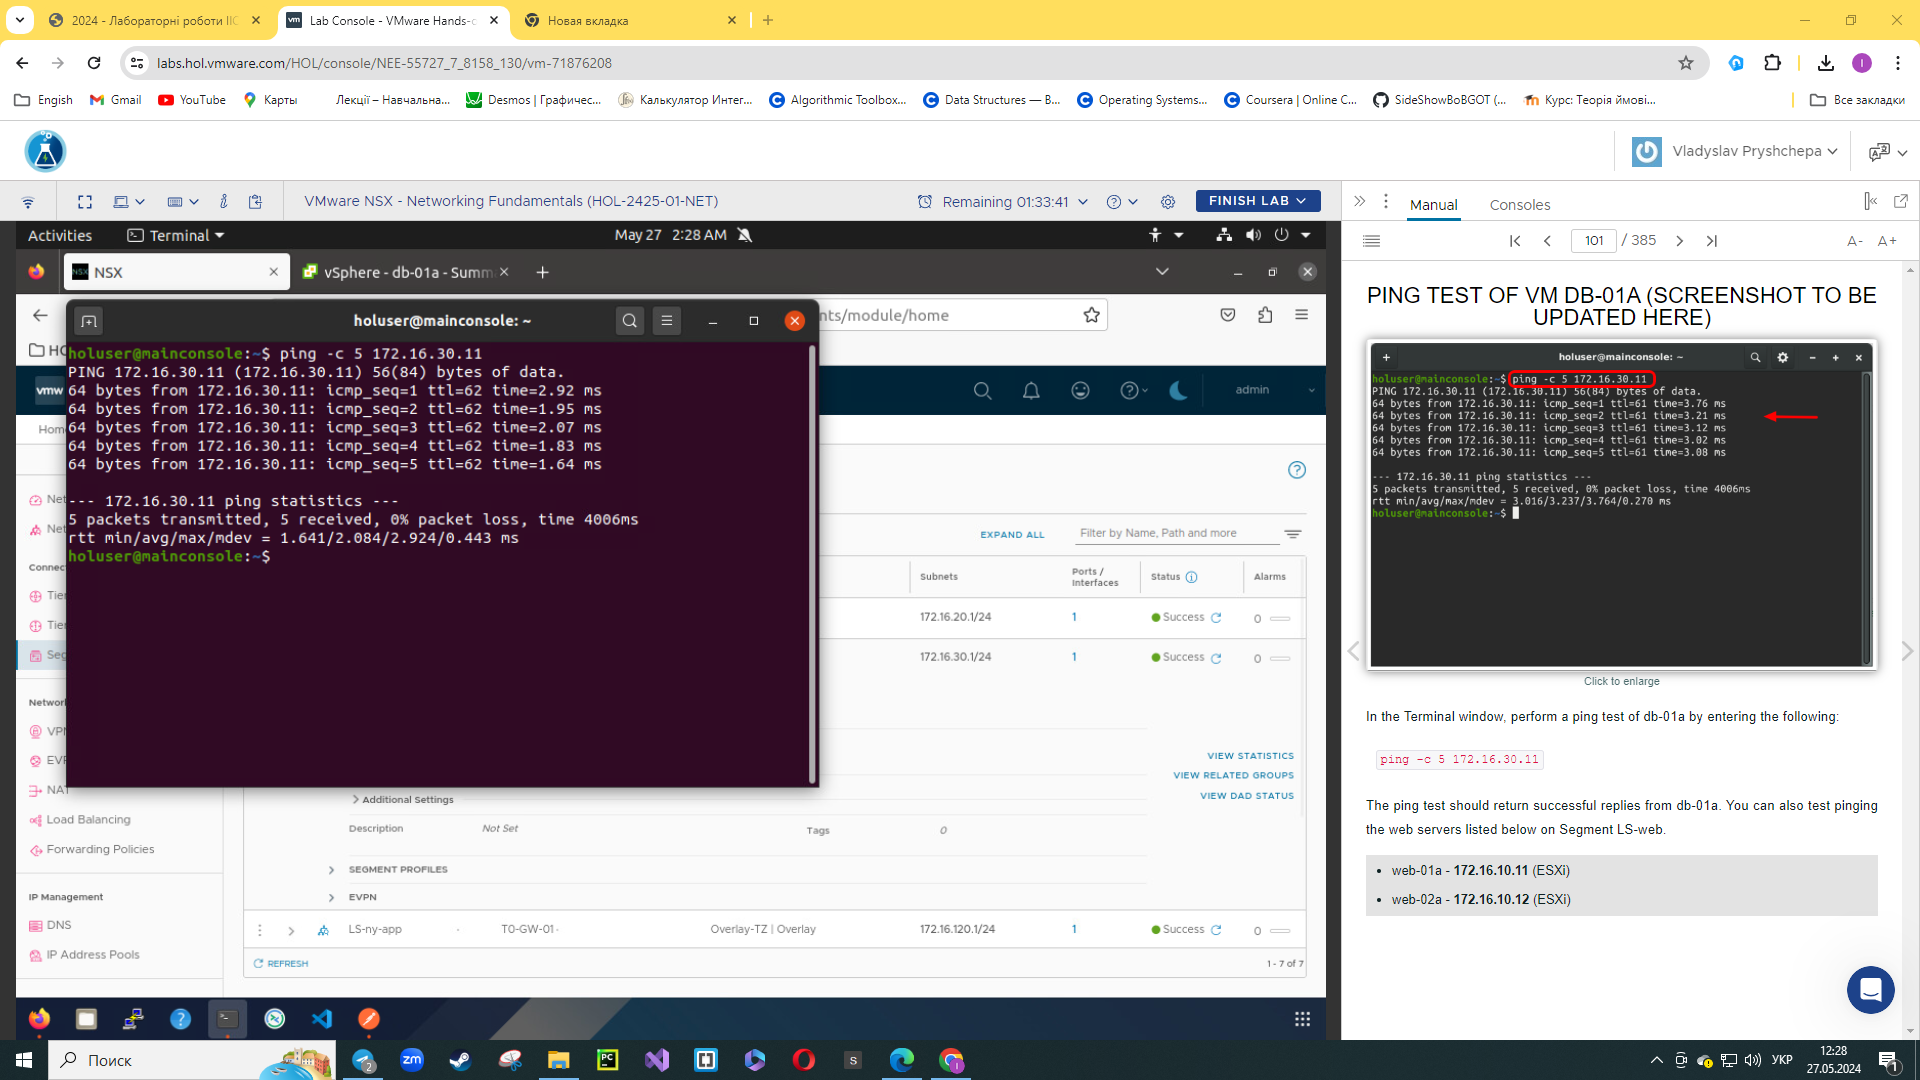 2024 - Лабораторні роботи ІІС
Lab Console - VMware Hands-o
Новая вкладка
labs.hol.vmware.com/HOL/console/NEE-55727_7_8158_130/vm-71876208
Engish
Gmail
YouTube
Карты
Лекції – Навчальна...
Desmos | Графичес...
Калькулятор Интег...
Algorithmic Toolbox...
Data Structures — В...
Operating Systems...
Coursera | Online C...
SideShowBoBGOT (...
Курс: Теорія ймові...
Все закладки
Vladyslav Pryshchepa
VMware NSX - Networking Fundamentals (HOL-2425-01-NET)
Remaining 01:33:41
FINISH LAB
Manual
Consoles
101 / 385
A- A+
Activities
Terminal
May 27 2:28 AM
NSX
vSphere - db-01a - Summ
nts/module/home
HO
holuser@mainconsole: ~
holuser@mainconsole:~$ ping -c 5 172.16.30.11
PING 172.16.30.11 (172.16.30.11) 56(84) bytes of data.
64 bytes from 172.16.30.11: icmp_seq=1 ttl=62 time=2.92 ms
64 bytes from 172.16.30.11: icmp_seq=2 ttl=62 time=1.95 ms
64 bytes from 172.16.30.11: icmp_seq=3 ttl=62 time=2.07 ms
64 bytes from 172.16.30.11: icmp_seq=4 ttl=62 time=1.83 ms
64 bytes from 172.16.30.11: icmp_seq=5 ttl=62 time=1.64 ms
--- 172.16.30.11 ping statistics ---
5 packets transmitted, 5 received, 0% packet loss, time 4006ms
rtt min/avg/max/mdev = 1.641/2.084/2.924/0.443 ms
holuser@mainconsole:~$
vmw
admin
Hom
Net
Net
Connec
Tier
Tier
Seg
Networ
VPN
EVP
NAT
Load Balancing
Forwarding Policies
IP Management
DNS
IP Address Pools
EXPAND ALL
Filter by Name, Path and more
Subnets
Ports / Interfaces
Status
Alarms
172.16.20.1/24 1 Success 0
172.16.30.1/24 1 Success 0
VIEW STATISTICS
VIEW RELATED GROUPS
VIEW DAD STATUS
Additional Settings
Description Not Set Tags 0
SEGMENT PROFILES
EVPN
LS-ny-app T0-GW-01 Overlay-TZ | Overlay 172.16.120.1/24 1 Success 0
REFRESH
1 - 7 of 7
PING TEST OF VM DB-01A (SCREENSHOT TO BE
UPDATED HERE)
holuser@mainconsole: ~
holuser@mainconsole:~$ ping -c 5 172.16.30.11
PING 172.16.30.11 (172.16.30.11) 56(84) bytes of data.
64 bytes from 172.16.30.11: icmp_seq=1 ttl=61 time=3.76 ms
64 bytes from 172.16.30.11: icmp_seq=2 ttl=61 time=3.21 ms
64 bytes from 172.16.30.11: icmp_seq=3 ttl=61 time=3.12 ms
64 bytes from 172.16.30.11: icmp_seq=4 ttl=61 time=3.02 ms
64 bytes from 172.16.30.11: icmp_seq=5 ttl=61 time=3.08 ms
--- 172.16.30.11 ping statistics ---
5 packets transmitted, 5 received, 0% packet loss, time 4006ms
rtt min/avg/max/mdev = 3.016/3.237/3.764/0.270 ms
holuser@mainconsole:~$
Click to enlarge
In the Terminal window, perform a ping test of db-01a by entering the following:
ping -c 5 172.16.30.11
The ping test should return successful replies from db-01a. You can also test pinging
the web servers listed below on Segment LS-web.
• web-01a - 172.16.10.11 (ESXi)
• web-02a - 172.16.10.12 (ESXi)
Поиск
УКР
12:28
27.05.2024